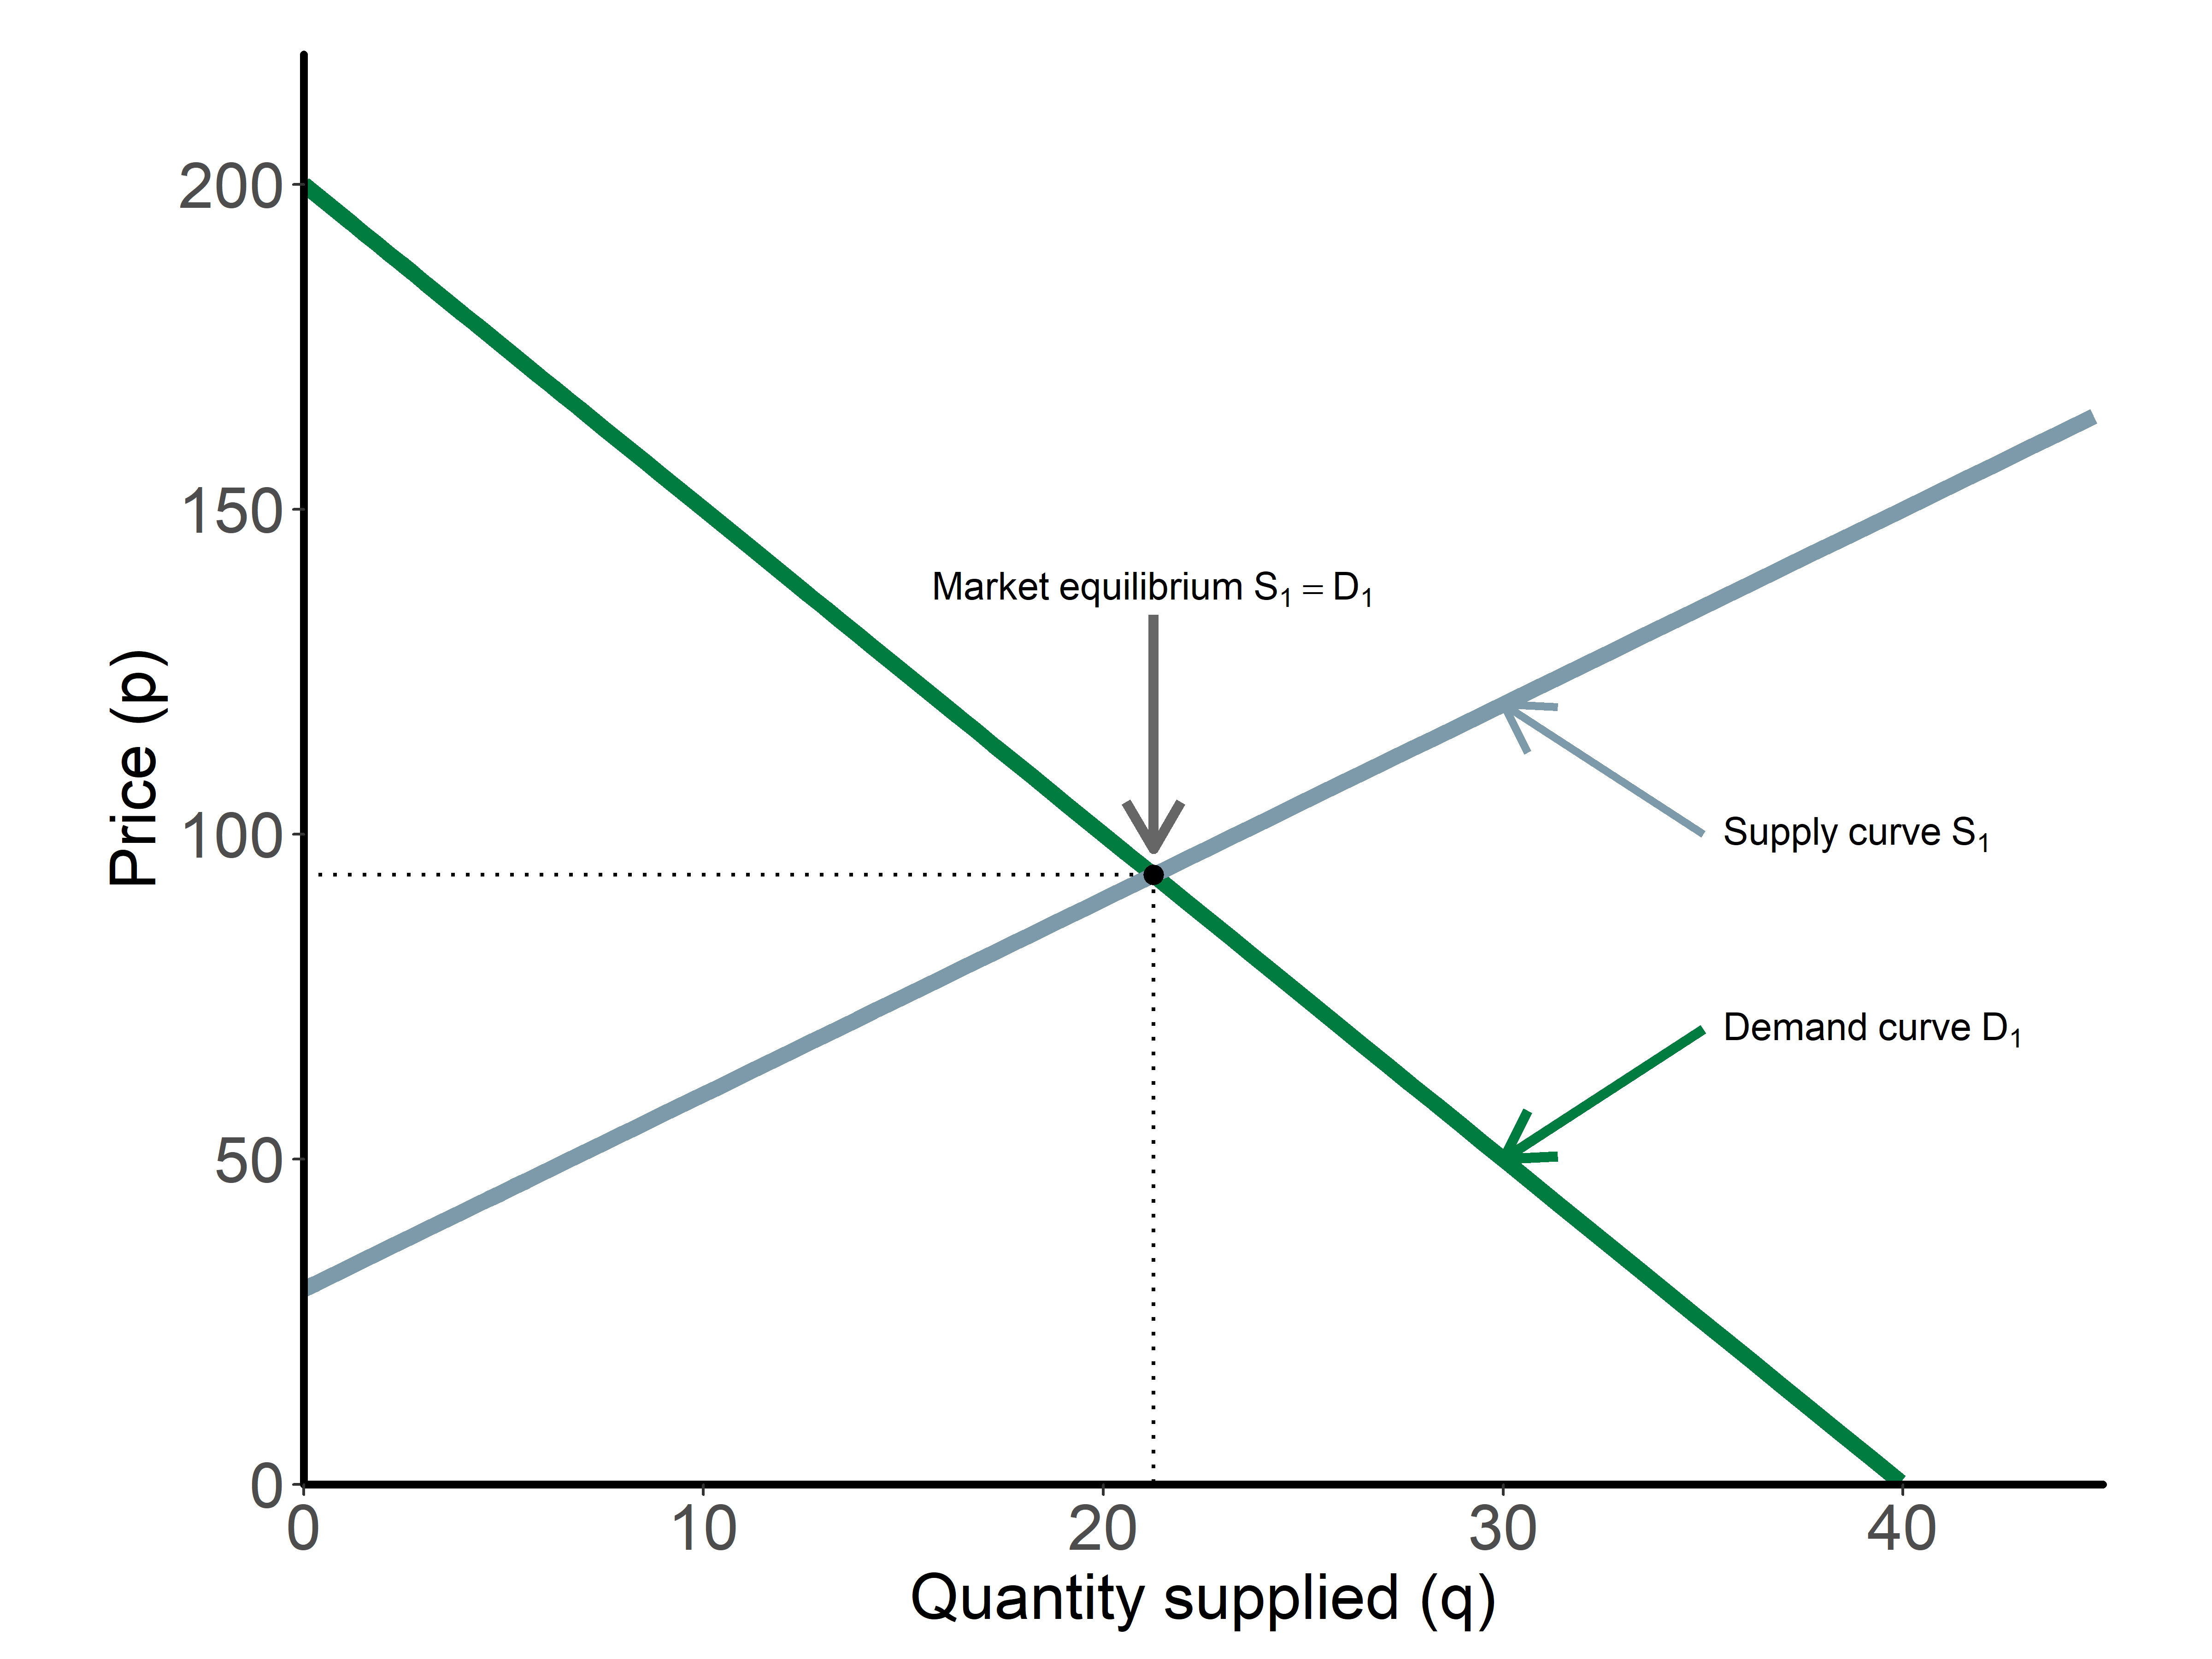 200
150
100
50
0
0 10 20 30 40
Price (p)
Quantity supplied (q)
Market equilibrium S₁ = D₁
Supply curve S₁
Demand curve D₁